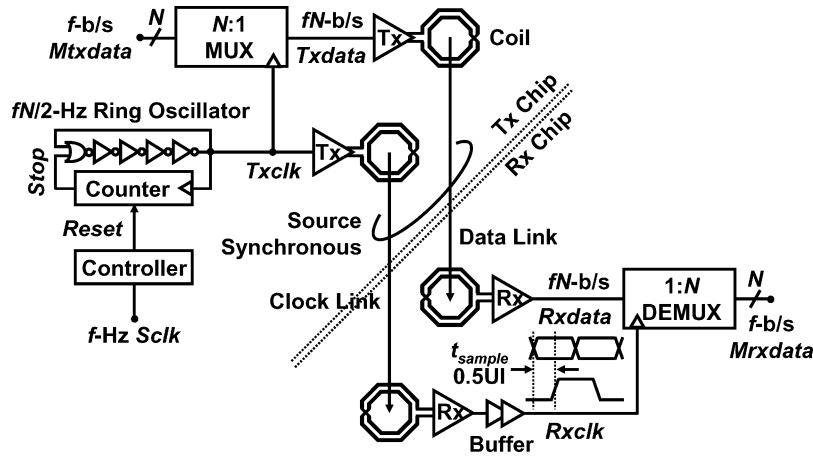 f-b/s
Mtxdata
N
N:1
MUX
fN-b/s
Txdata
Tx
Coil
fN/2-Hz Ring Oscillator
Stop
Counter
Reset
Controller
f-Hz Sclk
Txclk
Tx
Tx Chip
Rx Chip
Source
Synchronous
Clock Link
Data Link
Rx
fN-b/s
Rxdata
1:N
DEMUX
N
f-b/s
Mrxdata
tsample
0.5UI
Rx
Buffer
Rxclk